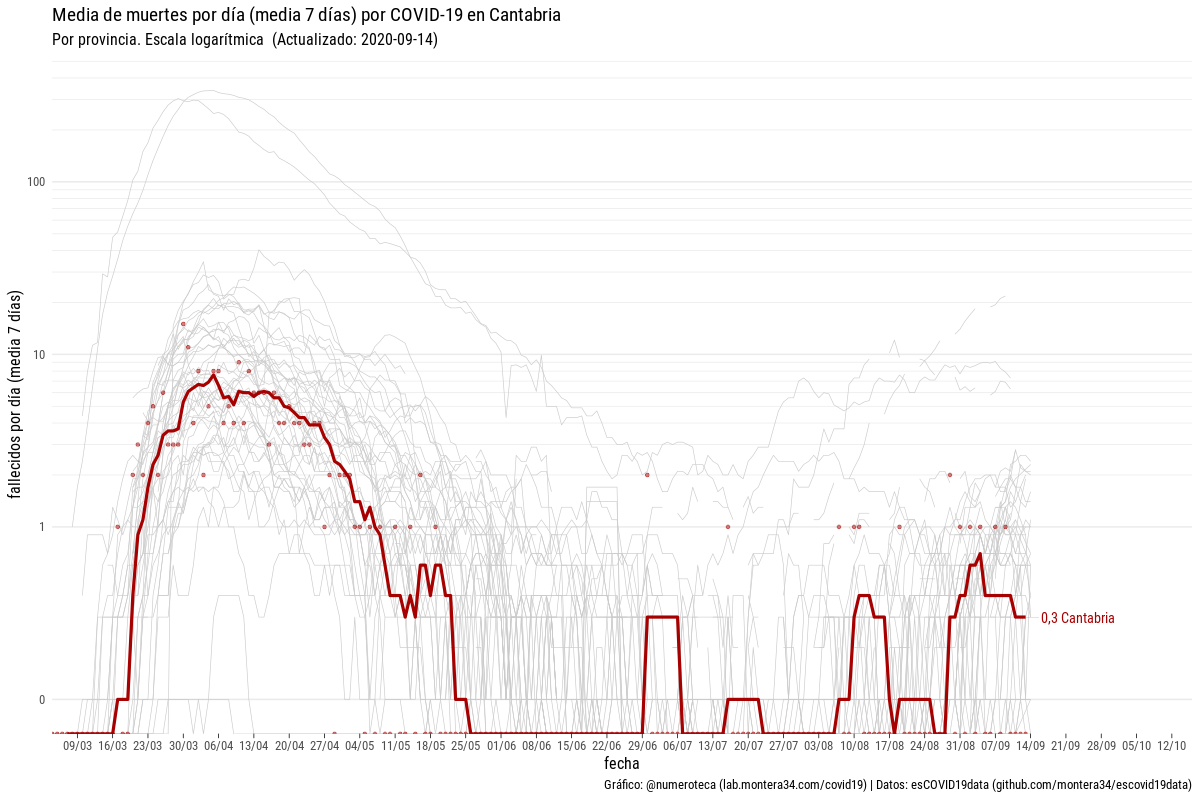 Media de muertes por día (media 7 días) por COVID-19 en Cantabria
Por provincia. Escala logarítmica  (Actualizado: 2020-09-14)
fallecidos por día (media 7 días)
100
10
1
0
0,3 Cantabria
09/03 16/03 23/03 30/03 06/04 13/04 20/04 27/04 04/05 11/05 18/05 25/05 01/06 08/06 15/06 22/06 29/06 06/07 13/07 20/07 27/07 03/08 10/08 17/08 24/08 31/08 07/09 14/09 21/09 28/09 05/10 12/10
fecha
Gráfico: @numeroteca (lab.montera34.com/covid19) | Datos: esCOVID19data (github.com/montera34/escovid19data)